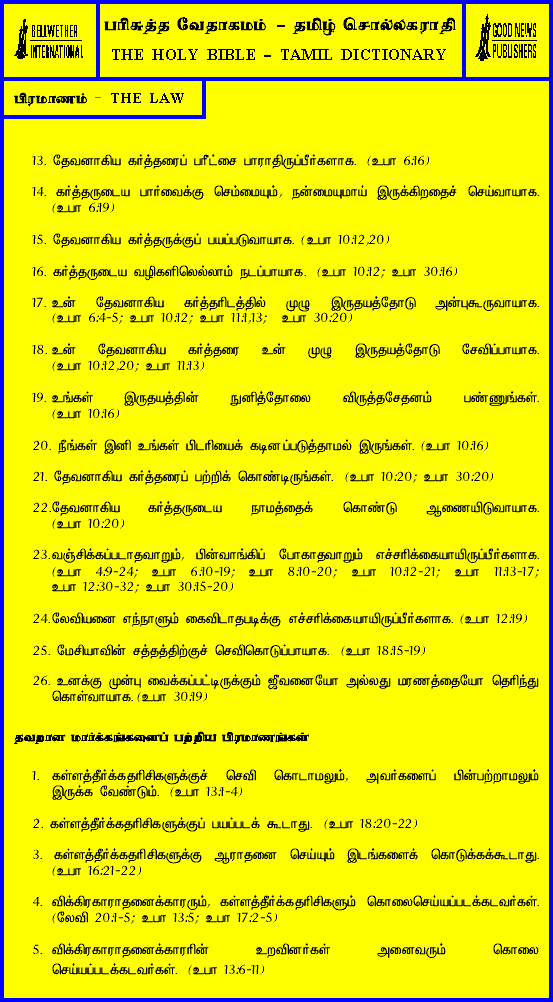 BELLWETHER
INTERNATIONAL
பரிசுத்த வேதாகமம் - தமிழ் சொல்லகராதி
THE HOLY BIBLE - TAMIL DICTIONARY
GOOD NEWS
PUBLISHERS
பிரமாணம் - THE LAW
13. தேவனாகிய கர்த்தரைப் பரீட்சை பாராதிருப்பீர்களாக. (உபா 6:16)
14. கர்த்தருடைய பார்வைக்கு செம்மையும், நன்மையுமாய் இருக்கிறதைச் செய்வாயாக.
(உபா 6:19)
15. தேவனாகிய கர்த்தருக்குப் பயப்படுவாயாக. (உபா 10:12,20)
16. கர்த்தருடைய வழிகளிலெல்லாம் நடப்பாயாக. (உபா 10:12; உபா 30:16)
17. உன் தேவனாகிய கர்த்தரிடத்தில் முழு இருதயத்தோடு அன்புகூருவாயாக.
(உபா 6:4-5; உபா 10:12; உபா 11:1,13; உபா 30:20)
18. உன் தேவனாகிய கர்த்தரை உன் முழு இருதயத்தோடு சேவிப்பாயாக.
(உபா 10:12,20; உபா 11:13)
19. உங்கள் இருதயத்தின் நுனித்தோலை விருத்தசேதனம் பண்ணுங்கள்.
(உபா 10:16)
20. நீங்கள் இனி உங்கள் பிடரியைக் கடினப்படுத்தாமல் இருங்கள். (உபா 10:16)
21. தேவனாகிய கர்த்தரைப் பற்றிக் கொண்டிருங்கள். (உபா 10:20; உபா 30:20)
22.தேவனாகிய கர்த்தருடைய நாமத்தைக் கொண்டு ஆணையிடுவாயாக.
(உபா 10:20)
23.வஞ்சிக்கப்படாதவாறும், பின்வாங்கிப் போகாதவாறும் எச்சரிக்கையாயிருப்பீர்களாக.
(உபா 4:9-24; உபா 6:10-19; உபா 8:10-20; உபா 10:12-21; உபா 11:13-17;
உபா 12:30-32; உபா 30:15-20)
24.லேவியனை எந்நாளும் கைவிடாதபடிக்கு எச்சரிக்கையாயிருப்பீர்களாக. (உபா 12:19)
25. மேசியாவின் சத்தத்திற்குச் செவிகொடுப்பாயாக. (உபா 18:15-19)
26. உனக்கு முன்பு வைக்கப்பட்டிருக்கும் ஜீவனையோ அல்லது மரணத்தையோ தெரிந்து
கொள்வாயாக. (உபா 30:19)
தவறான மார்க்கங்களைப் பற்றிய பிரமாணங்கள்
1. கள்ளத்தீர்க்கதரிசிகளுக்குச் செவி கொடாமலும், அவர்களைப் பின்பற்றாமலும்
இருக்க வேண்டும். (உபா 13:1-4)
2. கள்ளத்தீர்க்கதரிசிகளுக்குப் பயப்படக் கூடாது. (உபா 18:20-22)
3. கள்ளத்தீர்க்கதரிசிகளுக்கு ஆராதனை செய்யும் இடங்களைக் கொடுக்கக்கூடாது.
(உபா 16:21-22)
4. விக்கிரகாராதனைக்காரரும், கள்ளத்தீர்க்கதரிசிகளும் கொலைசெய்யப்படக்கடவர்கள்.
(லேவி 20:1-5; உபா 13:5; உபா 17:2-5)
5. விக்கிரகாராதனைக்காரரின் உறவினர்கள் அனைவரும் கொலை
செய்யப்படக்கடவர்கள். (உபா 13:6-11)